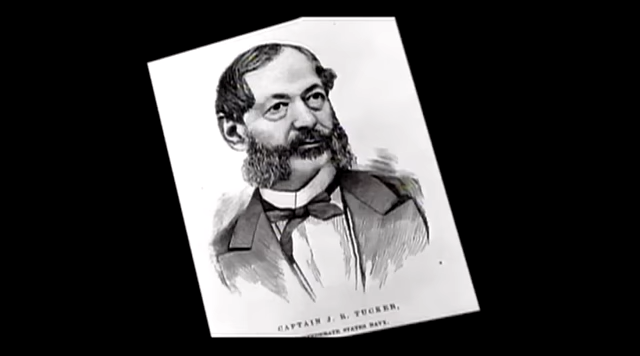 CAPTAIN J. R. TUCKER,
STATES NAVY.